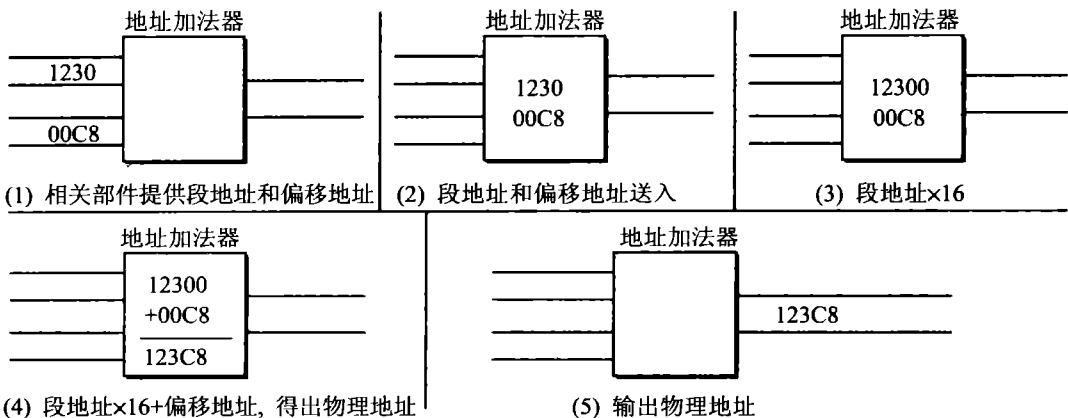 地址加法器
1230
00C8
(1) 相关部件提供段地址和偏移地址
1230
00C8
(2) 段地址和偏移地址送入
地址加法器
地址加法器
12300
00C8
(3) 段地址×16
地址加法器
12300
+00C8
123C8
(4) 段地址×16+偏移地址, 得出物理地址
地址加法器
123C8
(5) 输出物理地址